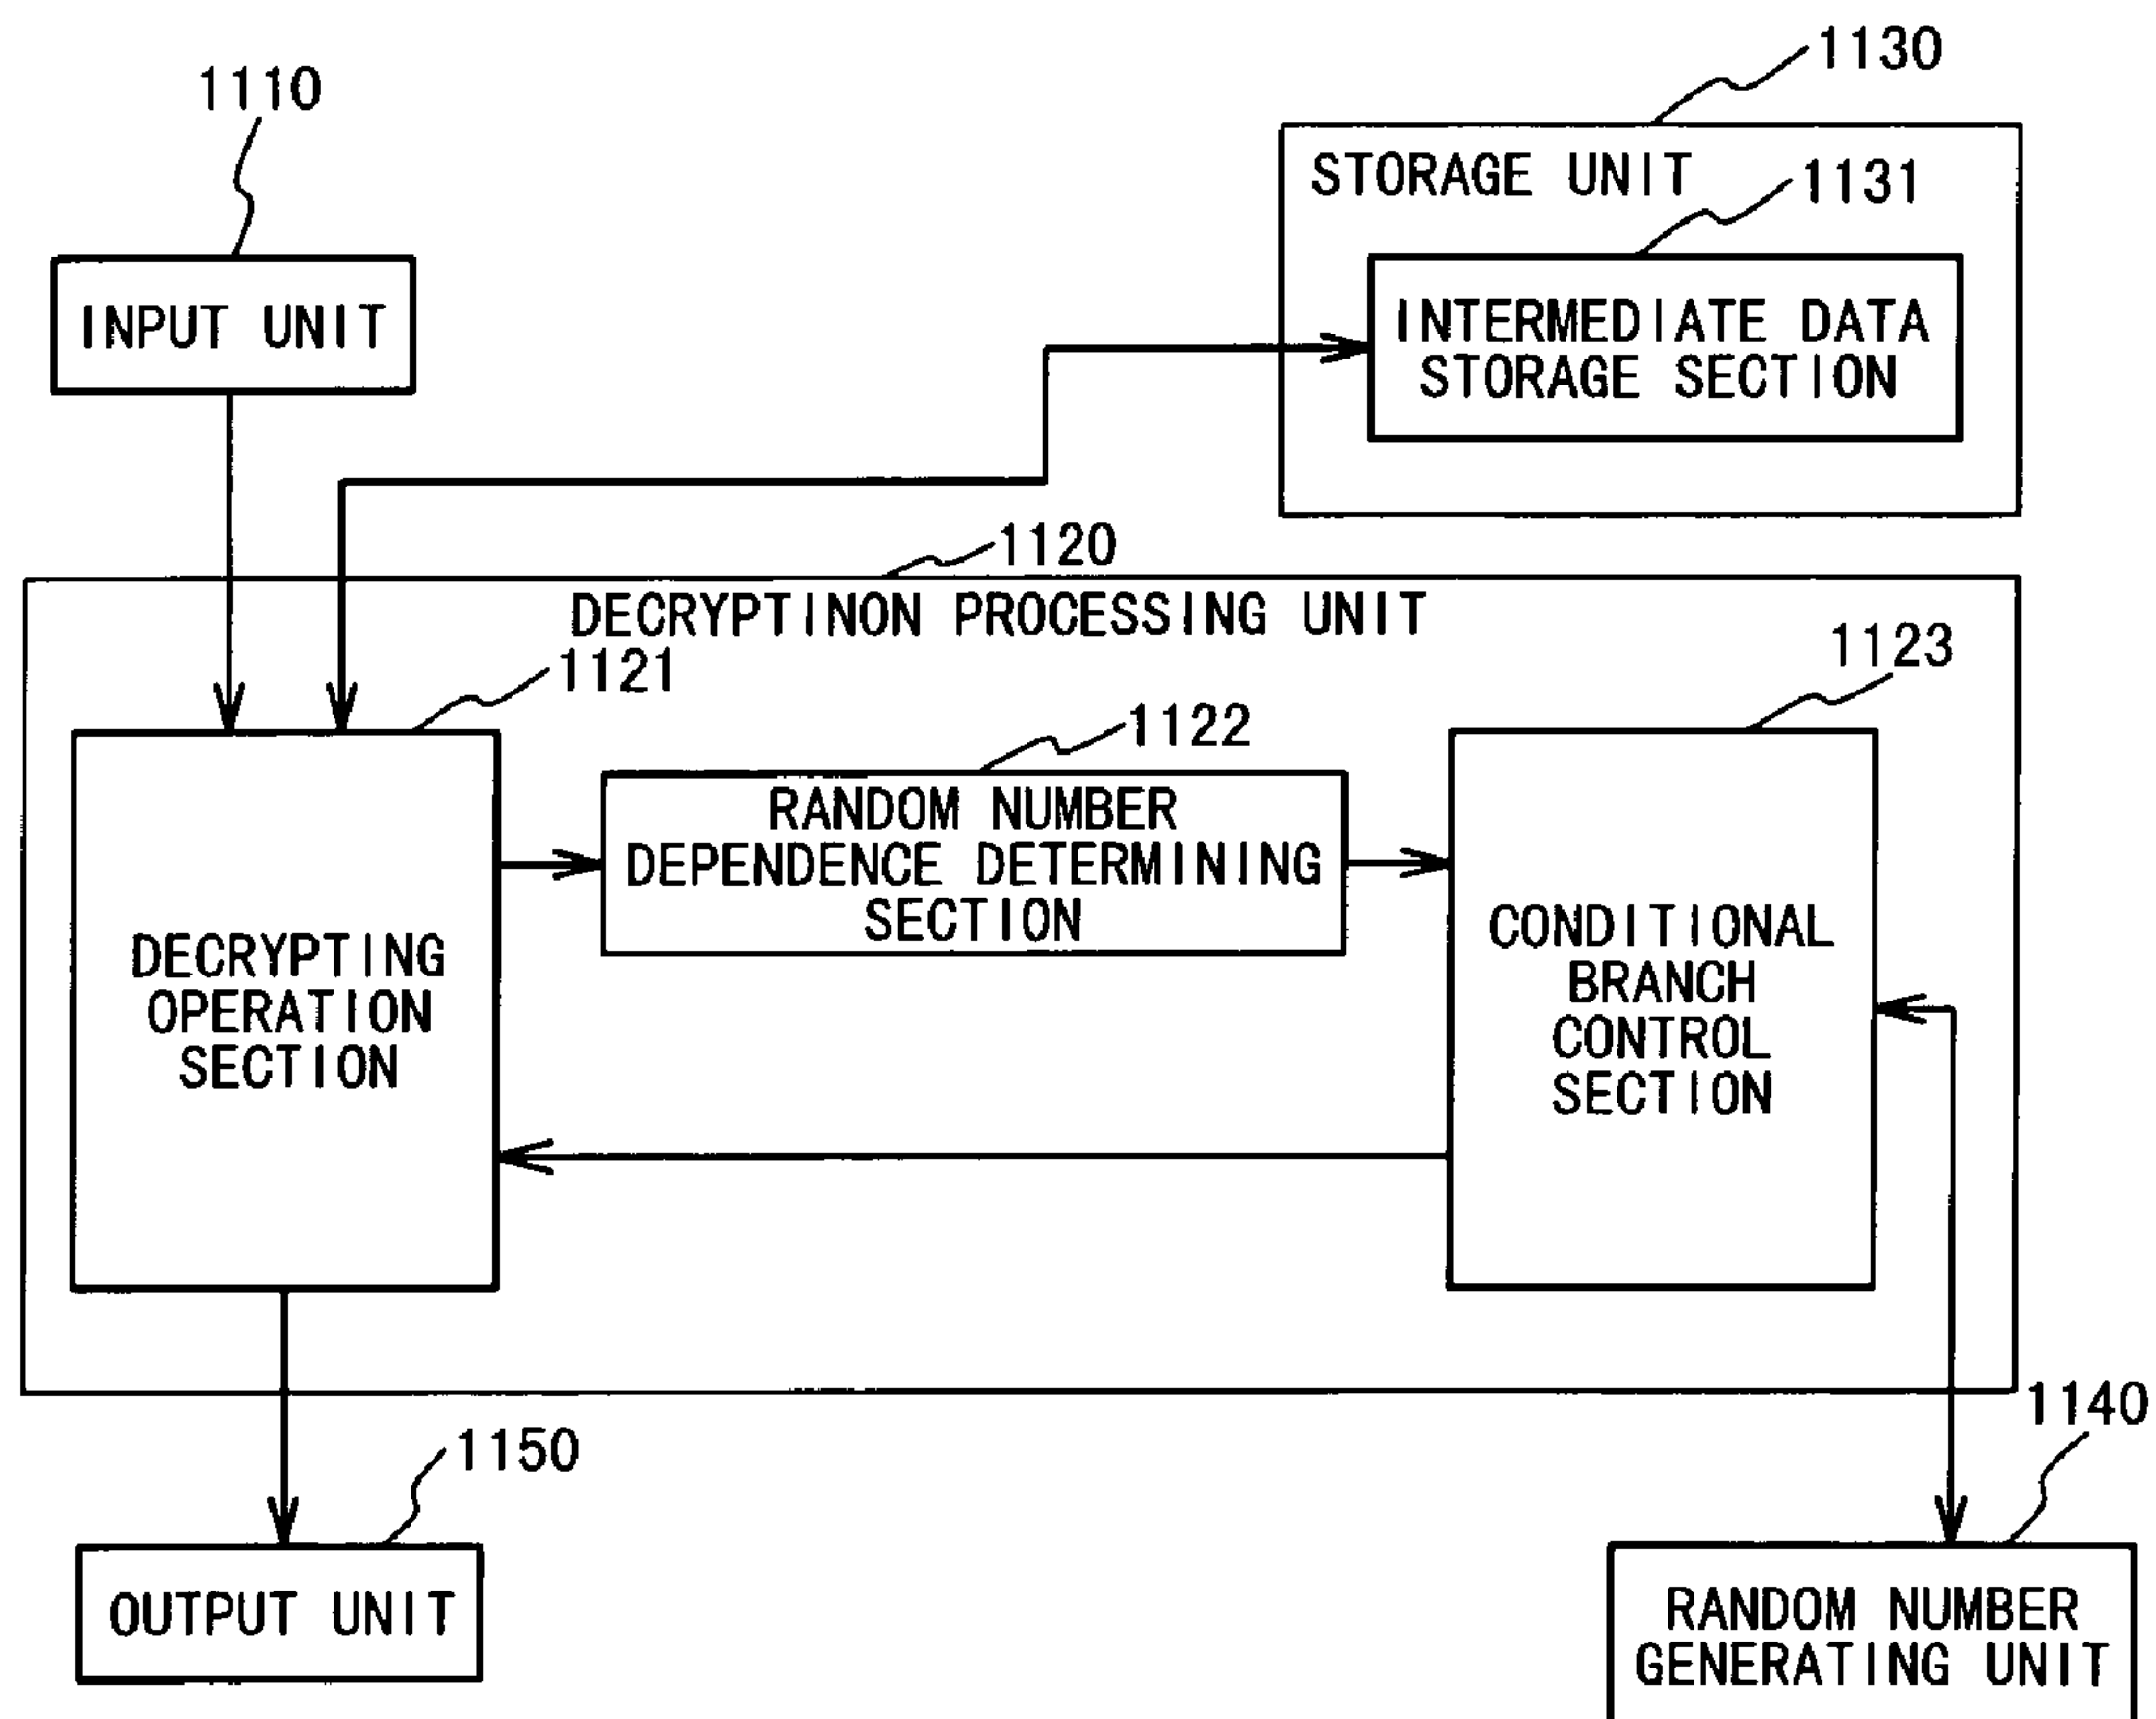 1130
1110
STORAGE UNIT
1131
INPUT UNIT
INTERMEDIATE DATA
STORAGE SECTION
1120
DECRYPTINON PROCESSING UNIT
1121
1123
1122
RANDOM NUMBER
DEPENDENCE DETERMINING
SECTION
DECRYPTING
OPERATION
SECTION
CONDITIONAL
BRANCH
CONTROL
SECTION
1140
1150
OUTPUT UNIT
RANDOM NUMBER
GENERATING UNIT